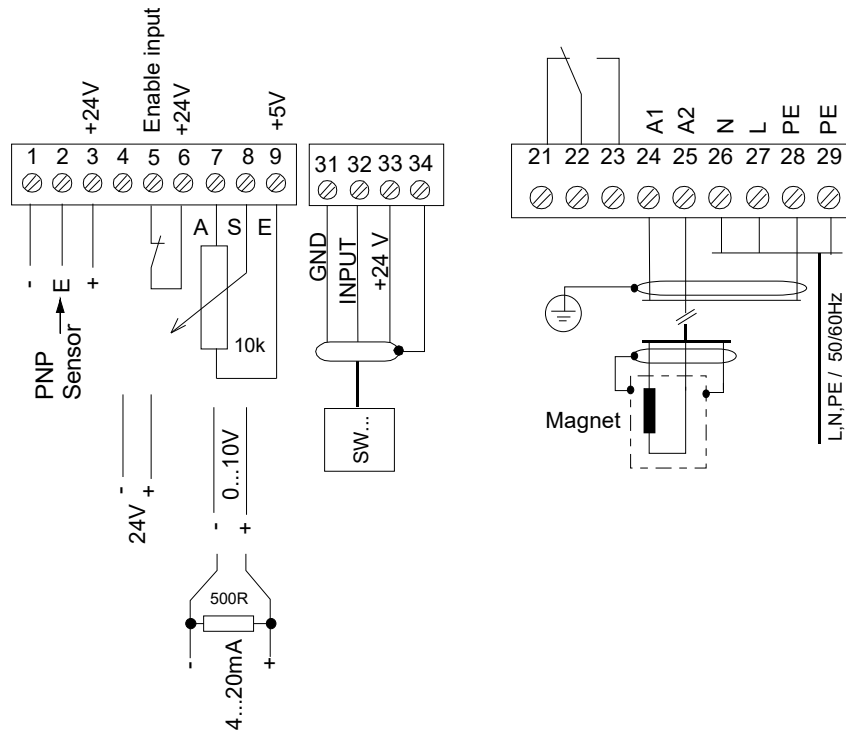 +24V
Enable input
+24V
+5V
1 2 3 4 5 6 7 8 9
A S E
-
E
+
PNP
Sensor
10k
24V
-
+
0...10V
-
+
500R
-
+
4...20mA
31 32 33 34
GND
INPUT
+24 V
SW...
A1
A2
N
L
PE
PE
21 22 23 24 25 26 27 28 29
Magnet
L,N,PE / 50/60Hz